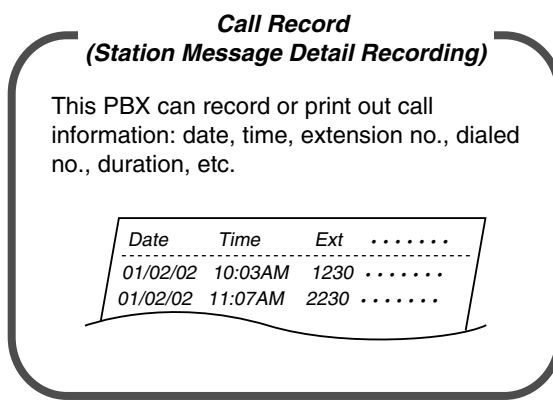 Call Record
(Station Message Detail Recording)
This PBX can record or print out call
information: date, time, extension no., dialed
no., duration, etc.
Date Time Ext .......
01/02/02 10:03AM 1230 .......
01/02/02 11:07AM 2230 .......